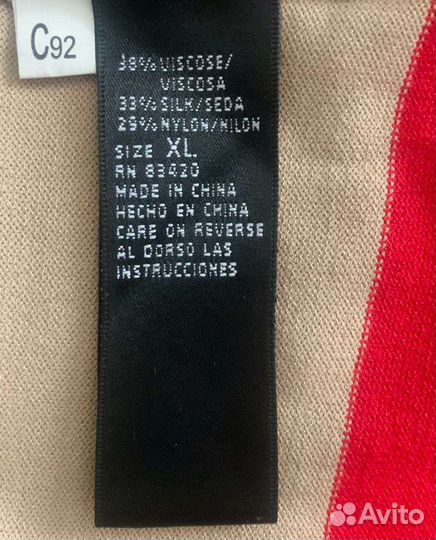 C92
38% VISCOSE/
VISCOSA
33% SILK/SEDA
29% NYLON/NILON
SIZE XL
RN 83420
MADE IN CHINA
HECHO EN CHINA
CARE ON REVERSE
AL DORSO LAS
INSTRUCCIONES
Avito